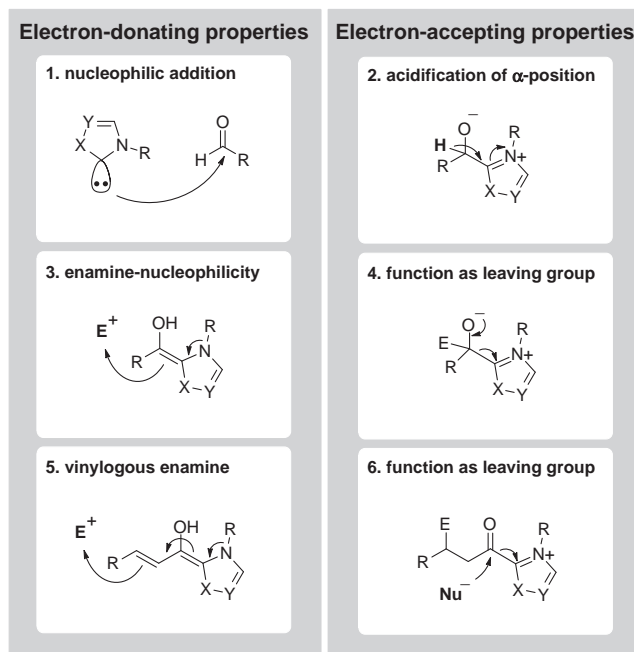 Electron-donating properties
Electron-accepting properties
1. nucleophilic addition
Y
X
N
R
O
H
R
2. acidification of α-position
O−
R
H
N+
R
X
Y
3. enamine-nucleophilicity
E+
OH
R
N
R
X
Y
4. function as leaving group
O−
R
E
N+
R
X
Y
5. vinylogous enamine
E+
OH
R
N
R
X
Y
6. function as leaving group
E
O
R
N+
R
Nu−
X
Y